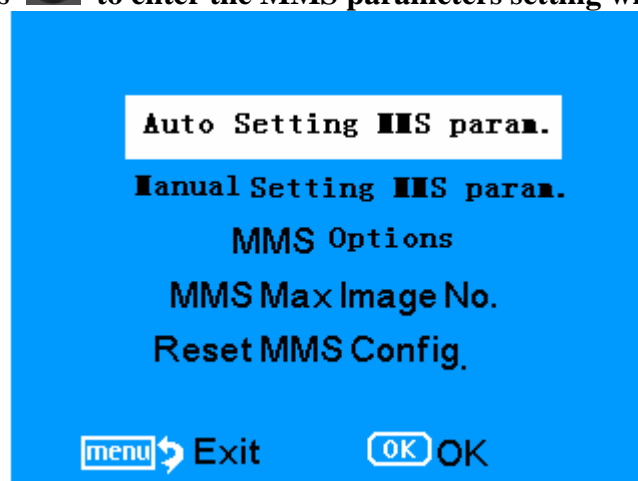 to enter the MMS parameters setting
Auto Setting MMS param.
Manual Setting MMS param.
MMS Options
MMS Max Image No.
Reset MMS Config.
menu Exit OK OK